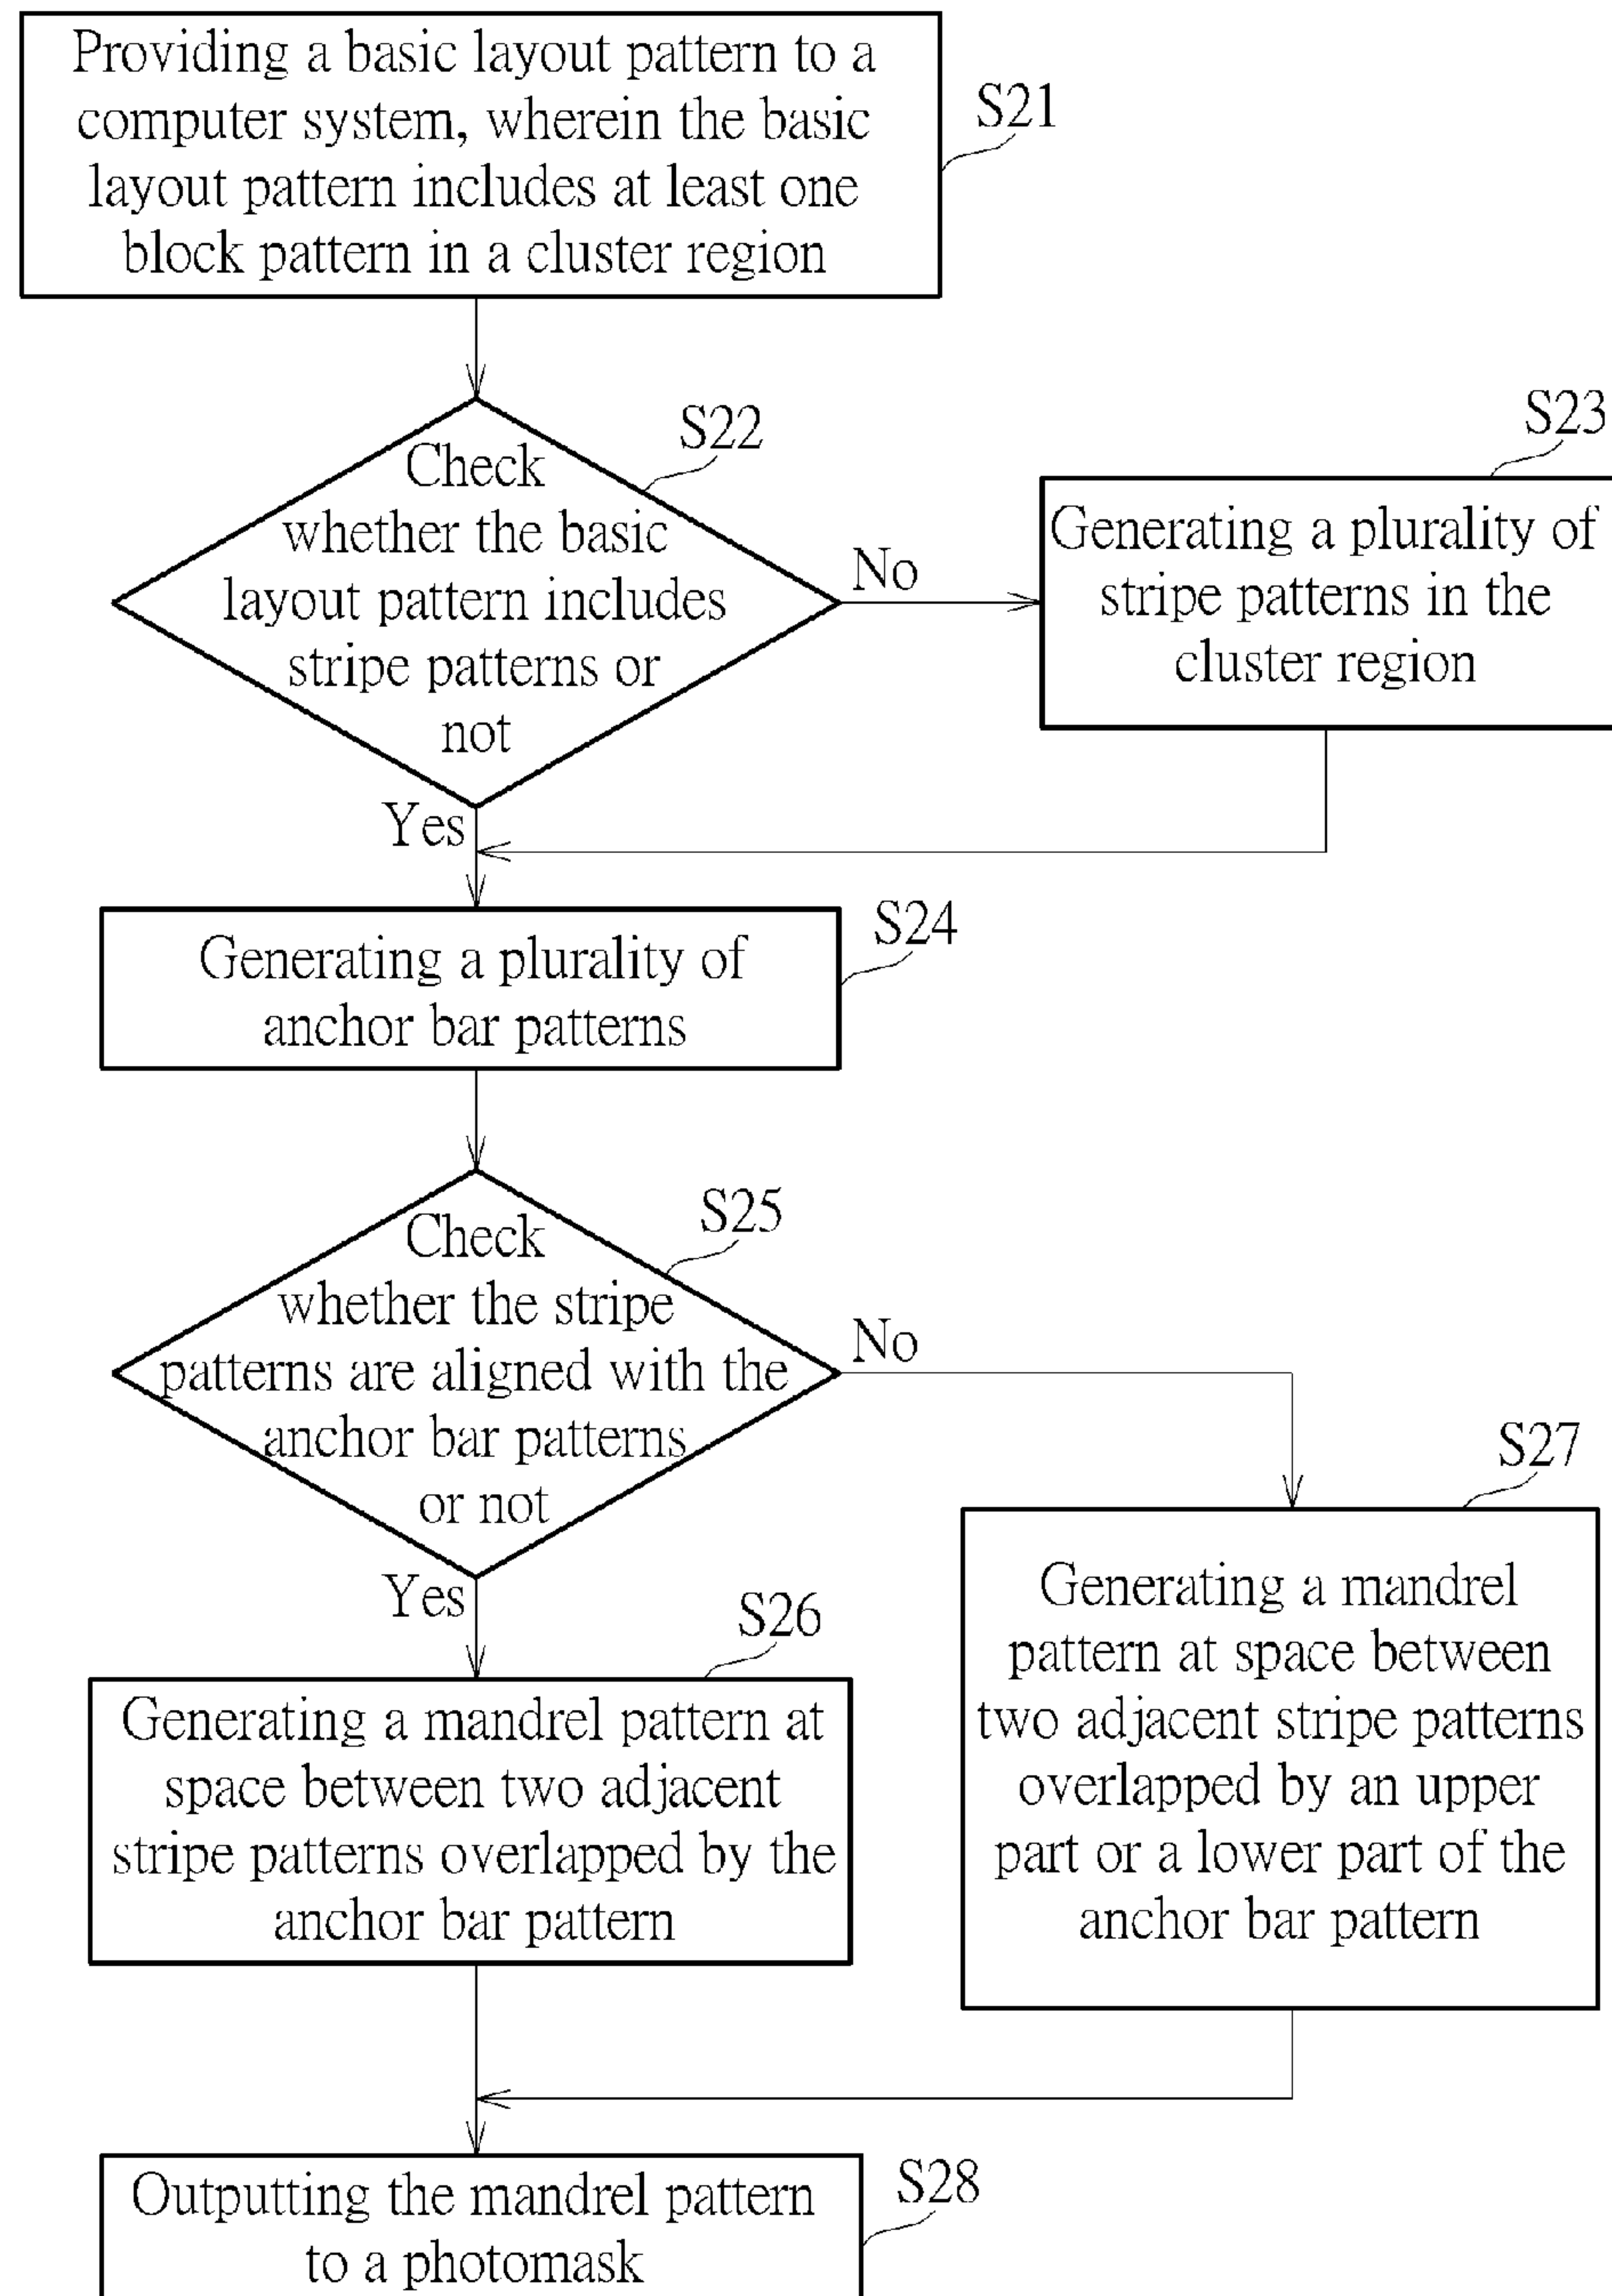 Providing a basic layout pattern to a
computer system, wherein the basic
layout pattern includes at least one
block pattern in a cluster region
S21
Check
whether the basic
layout pattern includes
stripe patterns or
not
S22
No
Generating a plurality of
stripe patterns in the
cluster region
S23
Yes
Generating a plurality of
anchor bar patterns
S24
Check
whether the stripe
patterns are aligned with the
anchor bar patterns
or not
S25
No
Yes
Generating a mandrel pattern at
space between two adjacent
stripe patterns overlapped by the
anchor bar pattern
S26
Generating a mandrel
pattern at space between
two adjacent stripe patterns
overlapped by an upper
part or a lower part of the
anchor bar pattern
S27
Outputting the mandrel pattern
to a photomask
S28